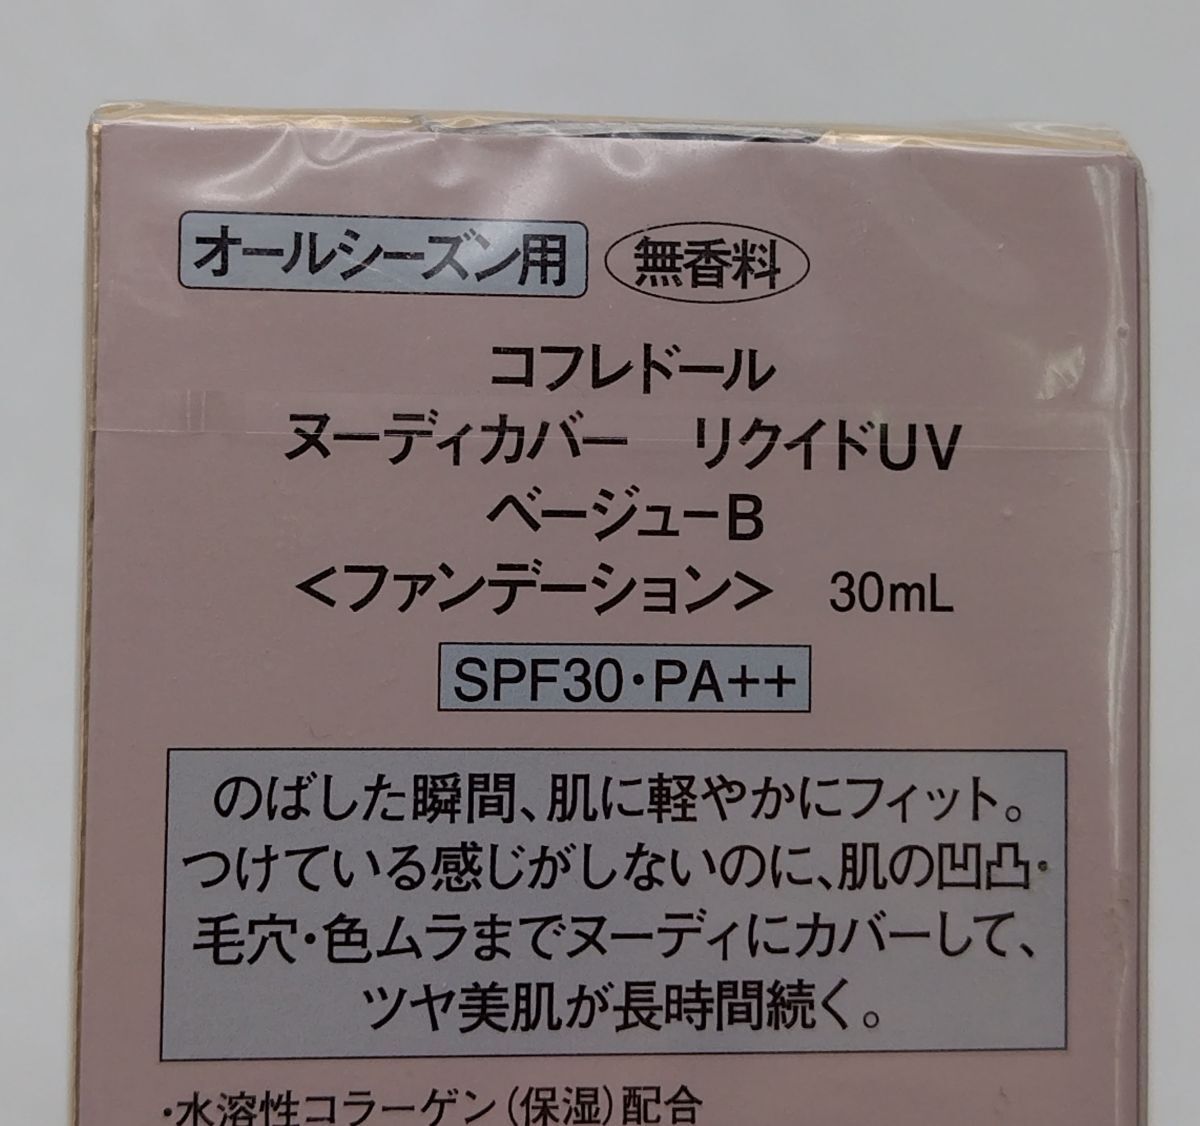 オールシーズン用 無香料
コフレドール
ヌーディカバー リクイドUV
ベージューB
<ファンデーション> 30mL
SPF30・PA++
のばした瞬間、肌に軽やかにフィット。
つけている感じがしないのに、肌の凹凸・
毛穴・色ムラまでヌーディにカバーして、
ツヤ美肌が長時間続く。
・水溶性コラーゲン(保湿)配合